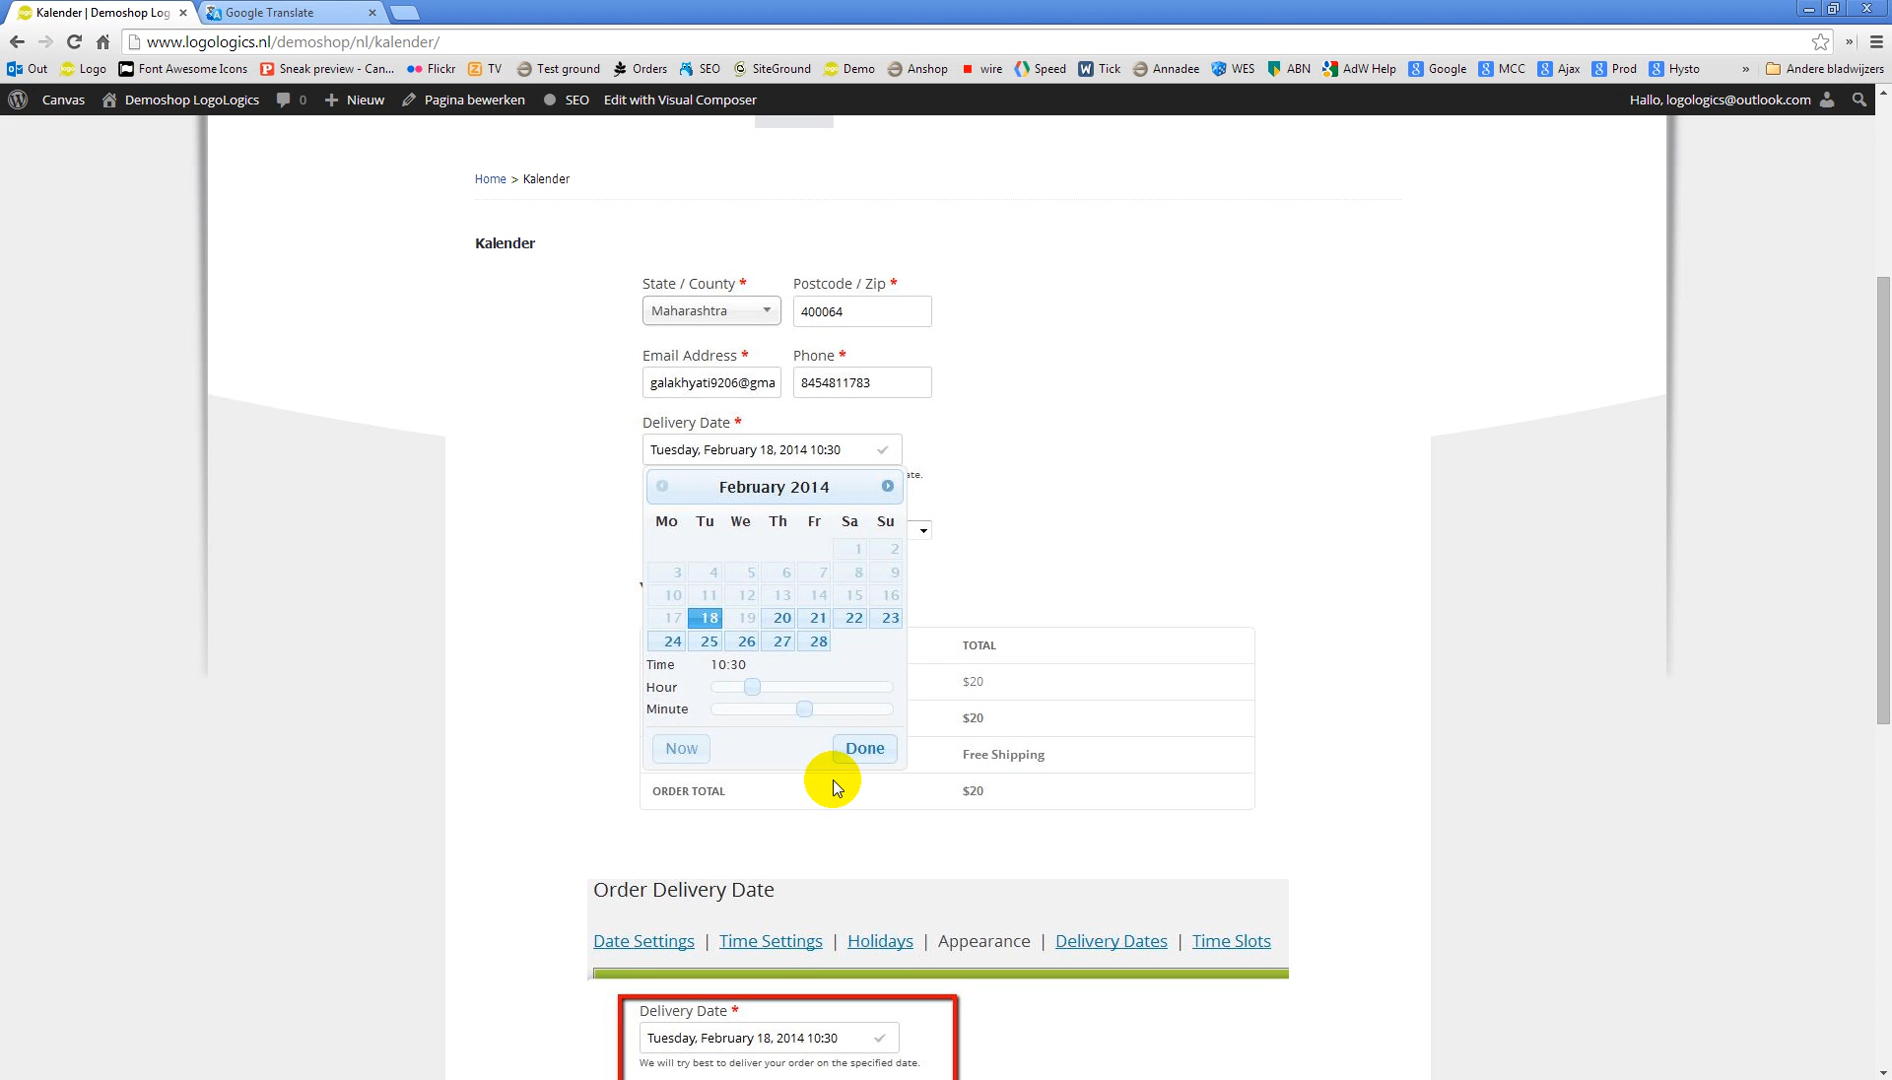 Kalender | Demoshop Log
Google Translate
www.logologics.nl/demoshop/nl/kalender/
Out Logo Font Awesome Icons Sneak preview - Can... Flickr TV Test ground Orders SEO SiteGround Demo Anshop wire Speed Tick Annadee WES ABN AdW Help Google MCC Ajax Prod Hysto » Andere bladwijzers
Canvas Demoshop LogoLogics 0 Nieuw Pagina bewerken SEO Edit with Visual Composer Hallo, logologics@outlook.com
Home > Kalender
Kalender
State / County * Postcode / Zip *
Maharashtra 400064
Email Address * Phone *
galakhyati9206@gma 8454811783
Delivery Date *
Tuesday, February 18, 2014 10:30
ate.
February 2014
Mo Tu We Th Fr Sa Su
1 2
3 4 5 6 7 8 9
10 11 12 13 14 15 16
17 18 19 20 21 22 23
24 25 26 27 28
TOTAL
Time 10:30
$20
Hour
Minute
$20
Now Done
Free Shipping
ORDER TOTAL $20
Order Delivery Date
Date Settings | Time Settings | Holidays | Appearance | Delivery Dates | Time Slots
Delivery Date *
Tuesday, February 18, 2014 10:30
We will try best to deliver your order on the specified date.